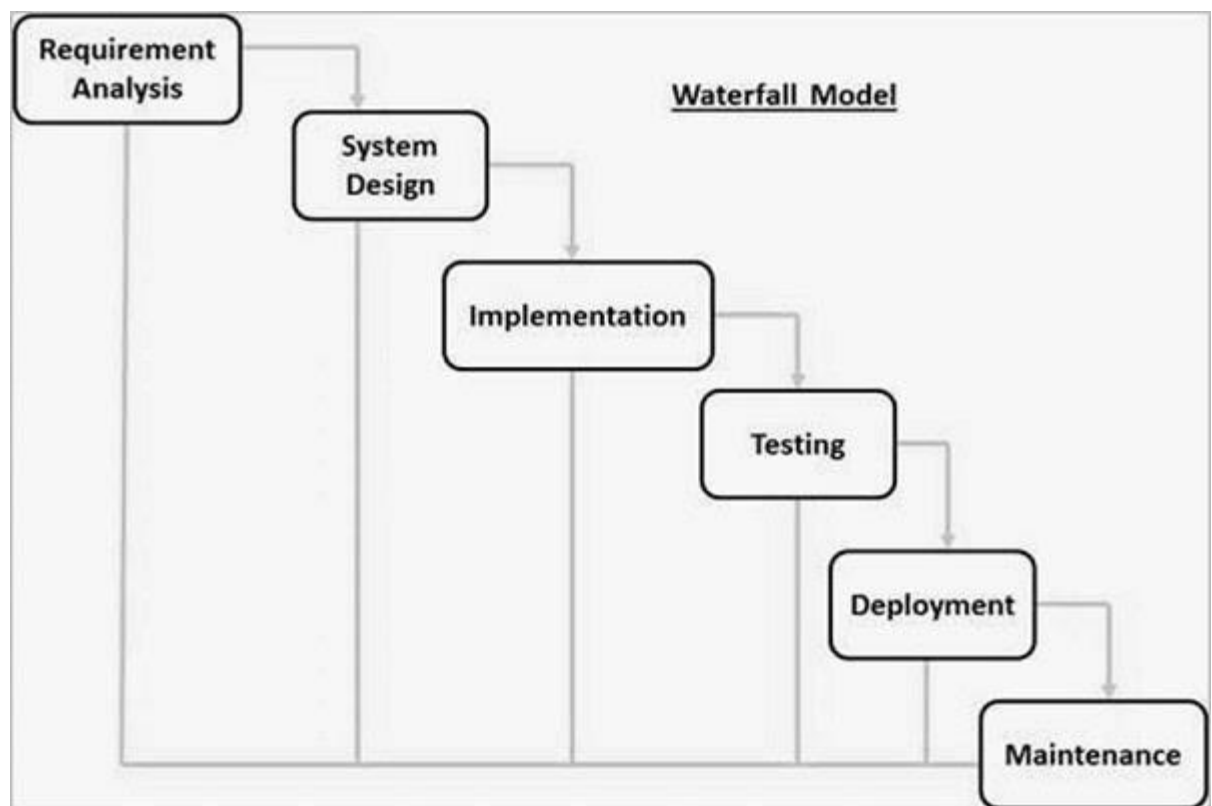 Requirement
Analysis
Waterfall Model
System
Design
Implementation
Testing
Deployment
Maintenance